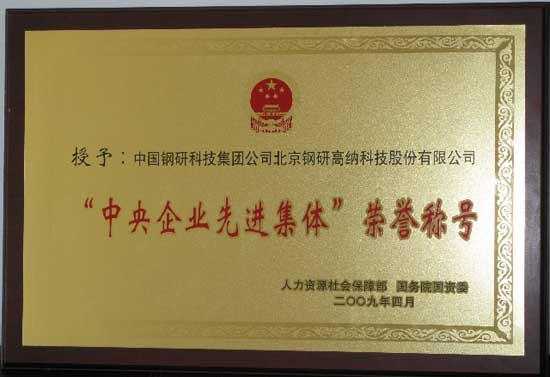 授予：中国钢研科技集团公司北京钢研高纳科技股份有限公司
“中央企业先进集体”荣誉称号
人力资源社会保障部 国务院国资委
二〇〇九年四月